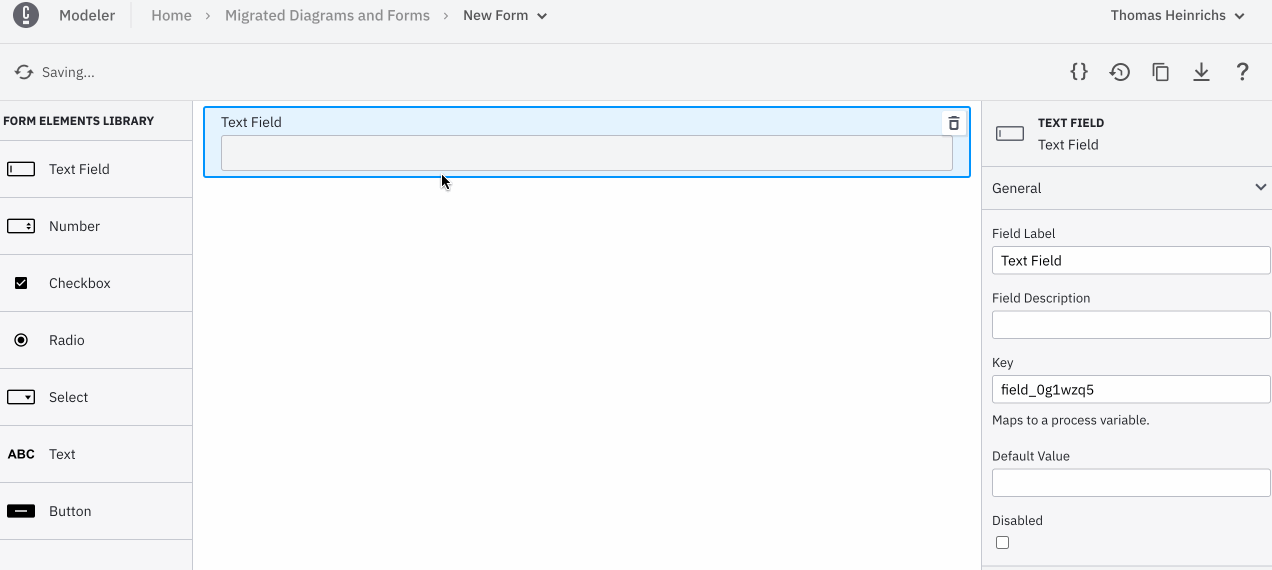 Modeler Home › Migrated Diagrams and Forms › New Form Thomas Heinrichs
Saving... {} ?
FORM ELEMENTS LIBRARY
Text Field
Number
Checkbox
Radio
Select
ABC Text
Button
Text Field
TEXT FIELD
Text Field
General
Field Label
Text Field
Field Description
Key
field_0g1wzq5
Maps to a process variable.
Default Value
Disabled